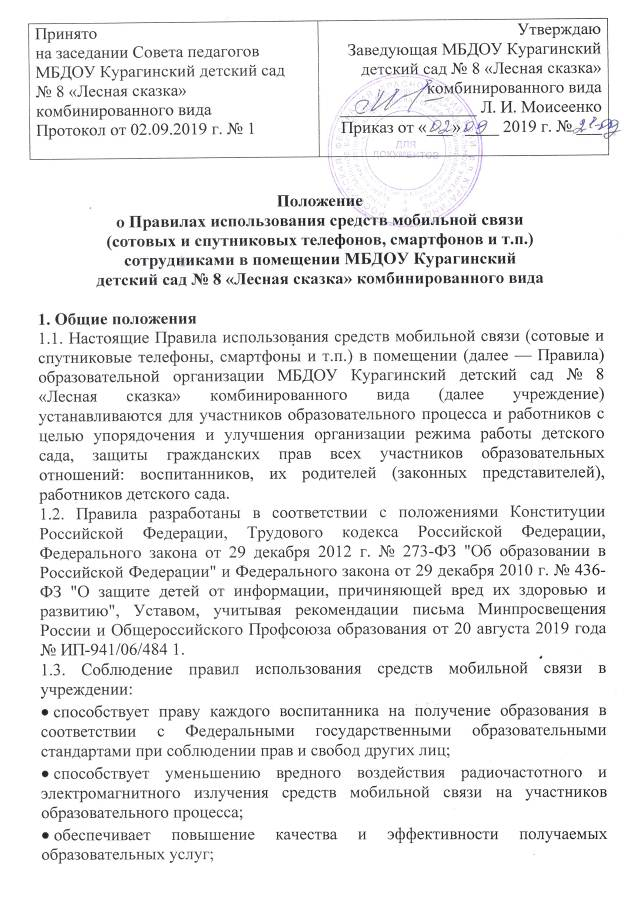 Принято
на заседании Совета педагогов
МБДОУ Курагинский детский сад
№ 8 «Лесная сказка»
комбинированного вида
Протокол от 02.09.2019 г. № 1
Утверждаю
Заведующая МБДОУ Курагинский
детский сад № 8 «Лесная сказка»
комбинированного вида
Л. И. Моисеенко
Приказ от «02» 09 2019 г. №
ДЛЯ
ДОКУМЕНТОВ
Положение
о Правилах использования средств мобильной связи
(сотовых и спутниковых телефонов, смартфонов и т.п.)
сотрудниками в помещении МБДОУ Курагинский
детский сад № 8 «Лесная сказка» комбинированного вида
1. Общие положения
1.1. Настоящие Правила использования средств мобильной связи (сотовые и
спутниковые телефоны, смартфоны и т.п.) в помещении (далее — Правила)
образовательной организации МБДОУ Курагинский детский сад № 8
«Лесная сказка» комбинированного вида (далее учреждение)
устанавливаются для участников образовательного процесса и работников с
целью упорядочения и улучшения организации режима работы детского
сада, защиты гражданских прав всех участников образовательных
отношений: воспитанников, их родителей (законных представителей),
работников детского сада.
1.2. Правила разработаны в соответствии с положениями Конституции
Российской Федерации, Трудового кодекса Российской Федерации,
Федерального закона от 29 декабря 2012 г. № 273-ФЗ "Об образовании в
Российской Федерации" и Федерального закона от 29 декабря 2010 г. № 436-
ФЗ "О защите детей от информации, причиняющей вред их здоровью и
развитию", Уставом, учитывая рекомендации письма Минпросвещения
России и Общероссийского Профсоюза образования от 20 августа 2019 года
№ ИП-941/06/484 1.
1.3. Соблюдение правил использования средств мобильной связи в
учреждении:
• способствует праву каждого воспитанника на получение образования в
соответствии с Федеральными государственными образовательными
стандартами при соблюдении прав и свобод других лиц;
• способствует уменьшению вредного воздействия радиочастотного и
электромагнитного излучения средств мобильной связи на участников
образовательного процесса;
• обеспечивает повышение качества и эффективности получаемых
образовательных услуг;